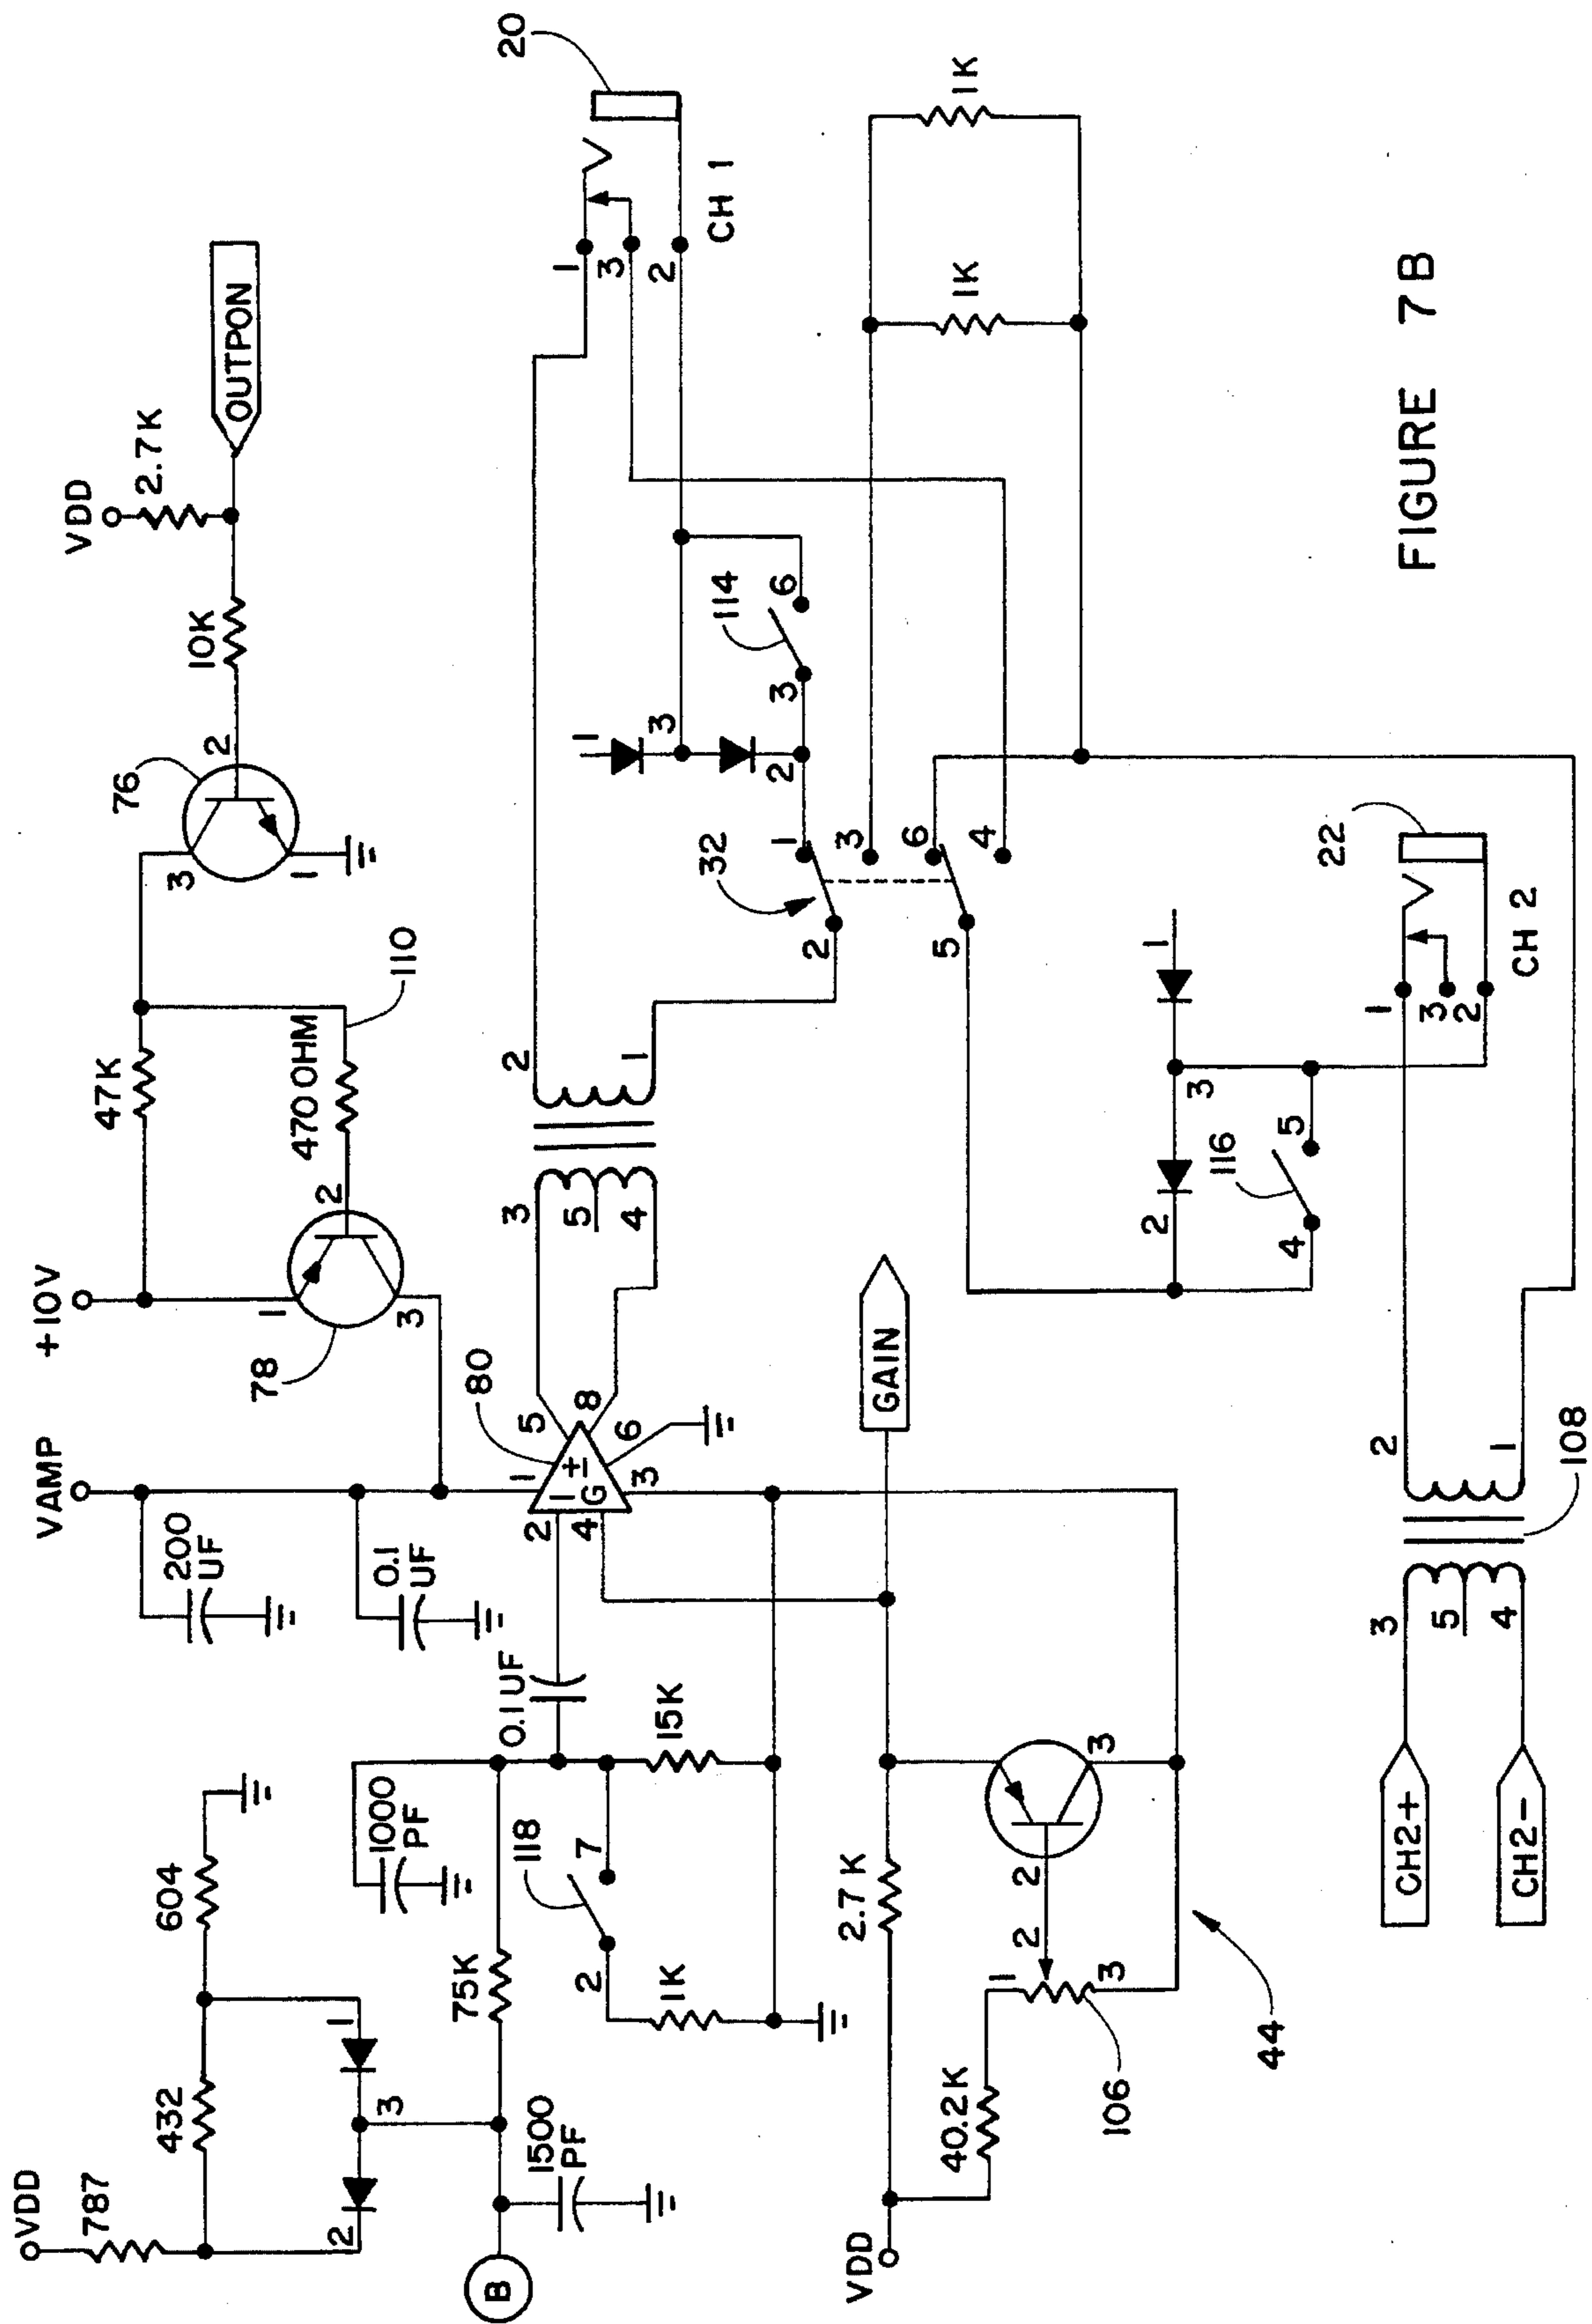 VDD
787
432
604
2
3
1
B
1500
PF
75K
1000
PF
118
7
2
1K
15K
0.1 UF
VAMP
200
UF
0.1
UF
+10V
1
78
2
3
47K
470 OHM
110
3
76
2
1
10K
VDD
2.7K
OUTPON
80
1
2
4
G
±
5
8
6
3
3
5
4
2
1
20
1
3
2
CH 1
1
3
2
114
6
3
32
1
2
3
6
5
4
1K
1K
GAIN
VDD
2.7 K
40.2K
1
2
3
106
2
3
44
1
3
2
116
5
4
22
1
3
2
CH 2
CH2+
CH2-
3
5
4
2
1
108
FIGURE 7B